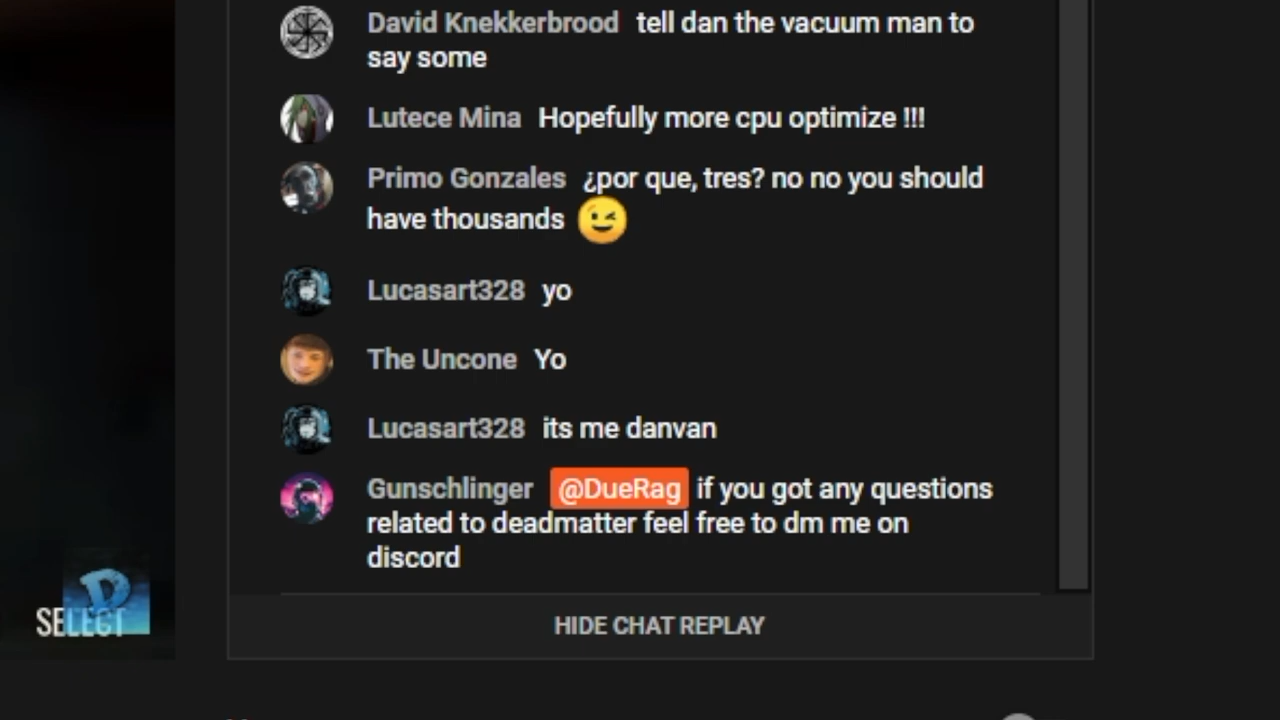 David Knekkerbrood tell dan the vacuum man to
say some
Lutece Mina Hopefully more cpu optimize !!!
Primo Gonzales ¿por que, tres? no no you should
have thousands 😉
Lucasart328 yo
The Uncone Yo
Lucasart328 its me danvan
Gunschlinger @DueRag if you got any questions
related to deadmatter feel free to dm me on
discord
D
SELECT
HIDE CHAT REPLAY